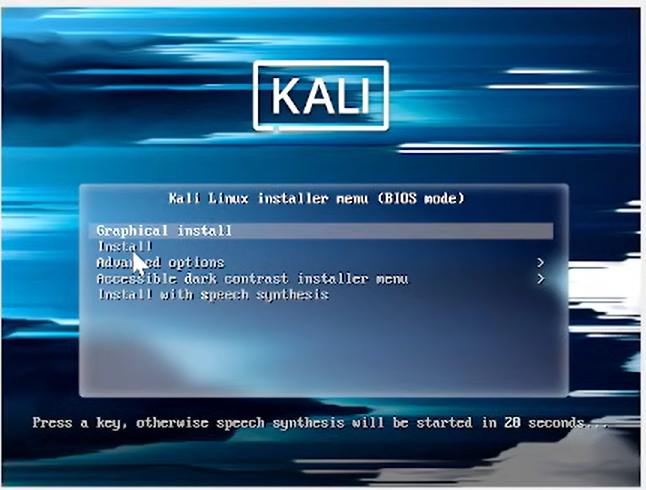 KALI
Kali Linux installer menu (BIOS mode)
Graphical install
Install
Advanced options >
Accessible dark contrast installer menu >
Install with speech synthesis
Press a key, otherwise speech synthesis will be started in 20 seconds...